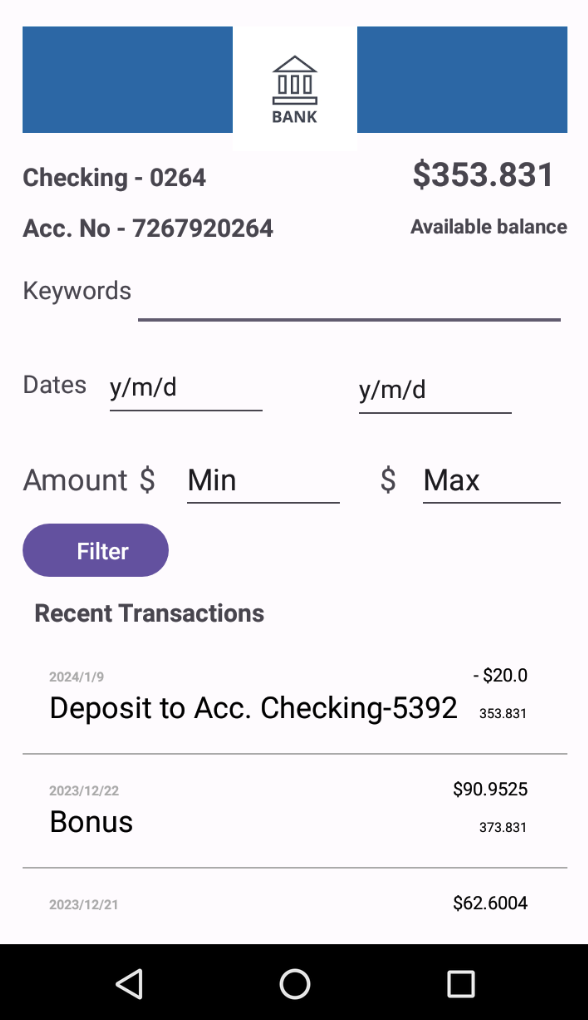 BANK
Checking - 0264 $353.831
Acc. No - 7267920264 Available balance
Keywords
Dates y/m/d y/m/d
Amount $ Min $ Max
Filter
Recent Transactions
2024/1/9 - $20.0
Deposit to Acc. Checking-5392 353.831
2023/12/22 $90.9525
Bonus 373.831
2023/12/21 $62.6004